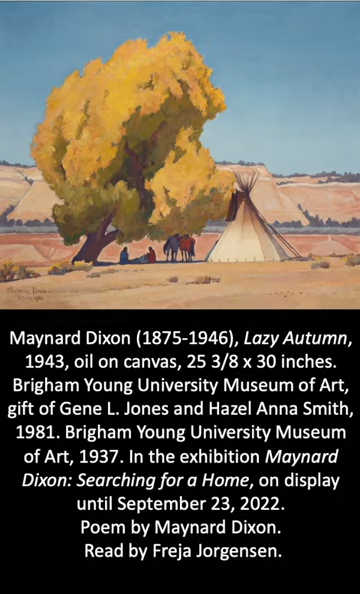 Maynard Dixon
Maynard Dixon (1875-1946), Lazy Autumn,
1943, oil on canvas, 25 3/8 x 30 inches.
Brigham Young University Museum of Art,
gift of Gene L. Jones and Hazel Anna Smith,
1981. Brigham Young University Museum
of Art, 1937. In the exhibition Maynard
Dixon: Searching for a Home, on display
until September 23, 2022.
Poem by Maynard Dixon.
Read by Freja Jorgensen.